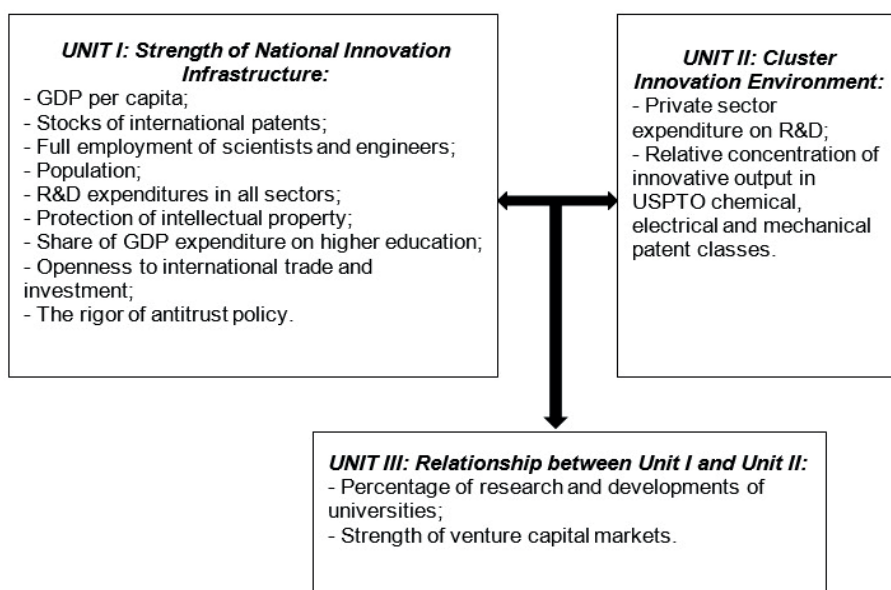 UNIT I: Strength of National Innovation
Infrastructure:
- GDP per capita;
- Stocks of international patents;
- Full employment of scientists and engineers;
- Population;
- R&D expenditures in all sectors;
- Protection of intellectual property;
- Share of GDP expenditure on higher education;
- Openness to international trade and
investment;
- The rigor of antitrust policy.
UNIT II: Cluster
Innovation Environment:
- Private sector
expenditure on R&D;
- Relative concentration of
innovative output in
USPTO chemical,
electrical and mechanical
patent classes.
UNIT III: Relationship between Unit I and Unit II:
- Percentage of research and developments of
universities;
- Strength of venture capital markets.